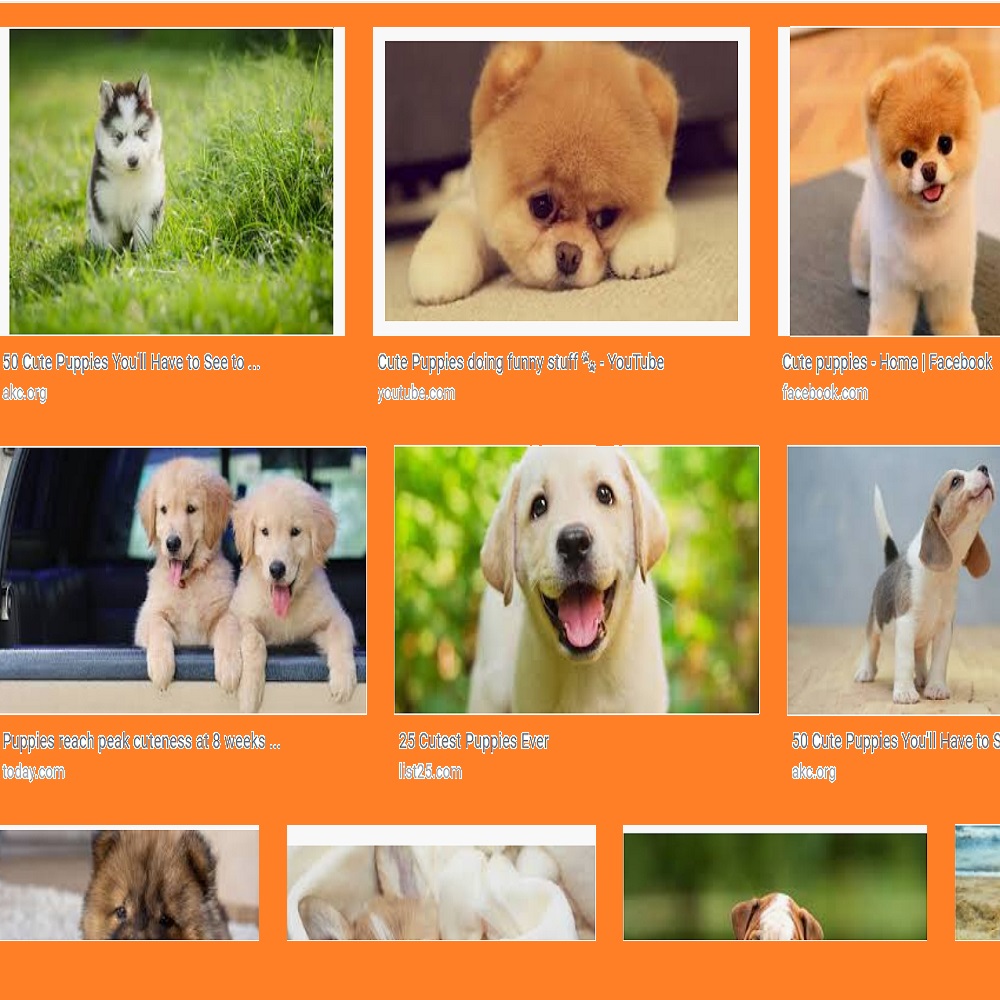 50 Cute Puppies You'll Have to See to ...
akc.org
Cute Puppies doing funny stuff 🐾 - YouTube
youtube.com
Cute puppies - Home | Facebook
facebook.com
Puppies reach peak cuteness at 8 weeks ...
today.com
25 Cutest Puppies Ever
list25.com
50 Cute Puppies You'll Have to S
akc.org